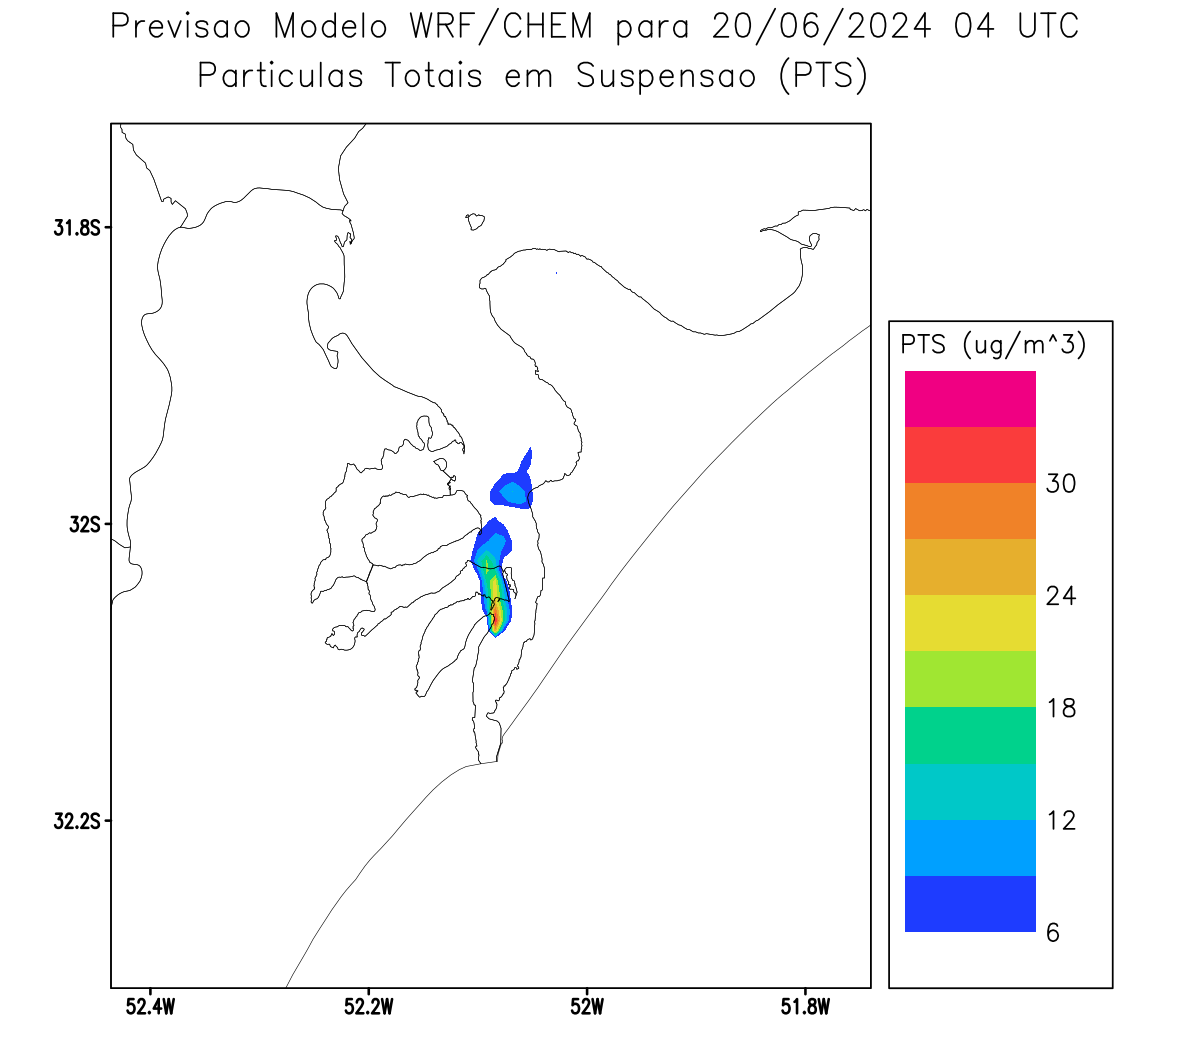 Previsao Modelo WRF/CHEM para 20/06/2024 04 UTC
Particulas Totais em Suspensao (PTS)
31.8S
32S
32.2S
52.4W
52.2W
52W
51.8W
PTS (ug/m^3)
30
24
18
12
6